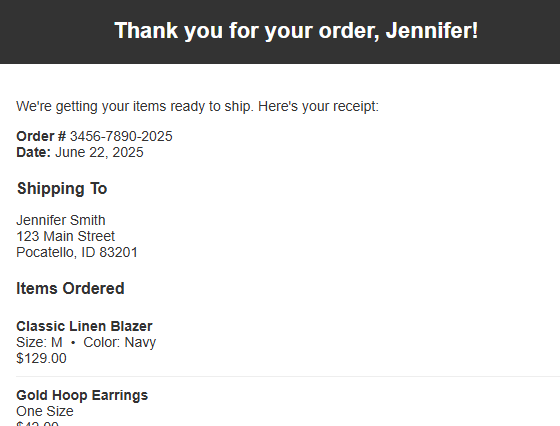 Thank you for your order, Jennifer!
We're getting your items ready to ship. Here's your receipt:
Order # 3456-7890-2025
Date: June 22, 2025
Shipping To
Jennifer Smith
123 Main Street
Pocatello, ID 83201
Items Ordered
Classic Linen Blazer
Size: M • Color: Navy
$129.00
Gold Hoop Earrings
One Size